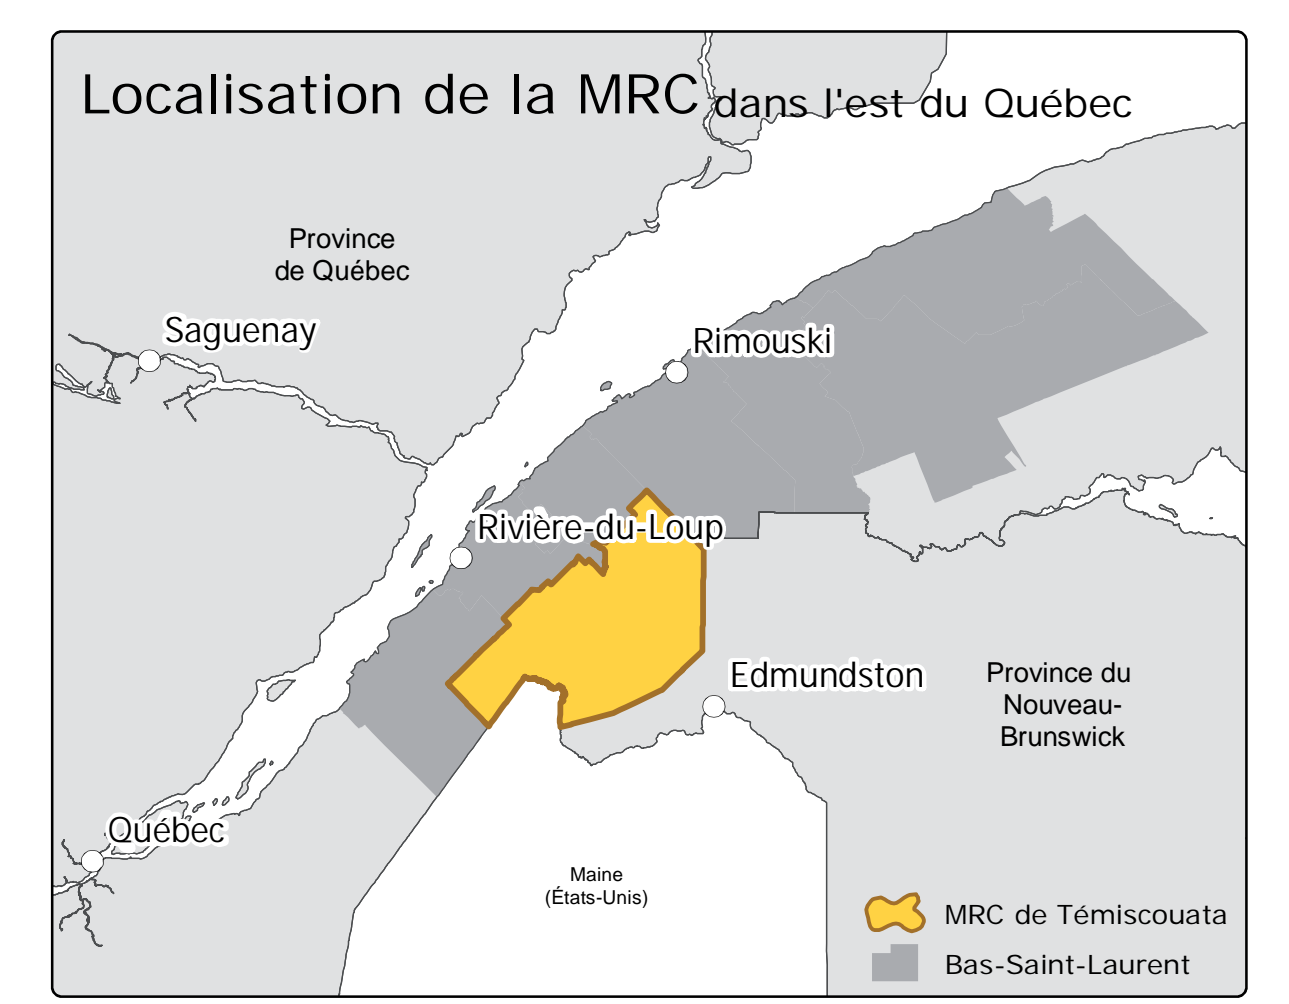 Localisation de la MRC dans l'est du Québec
Province
de Québec
Saguenay
Rimouski
Rivière-du-Loup
Edmundston
Province du
Nouveau-
Brunswick
Québec
Maine
(États-Unis)
MRC de Témiscouata
Bas-Saint-Laurent